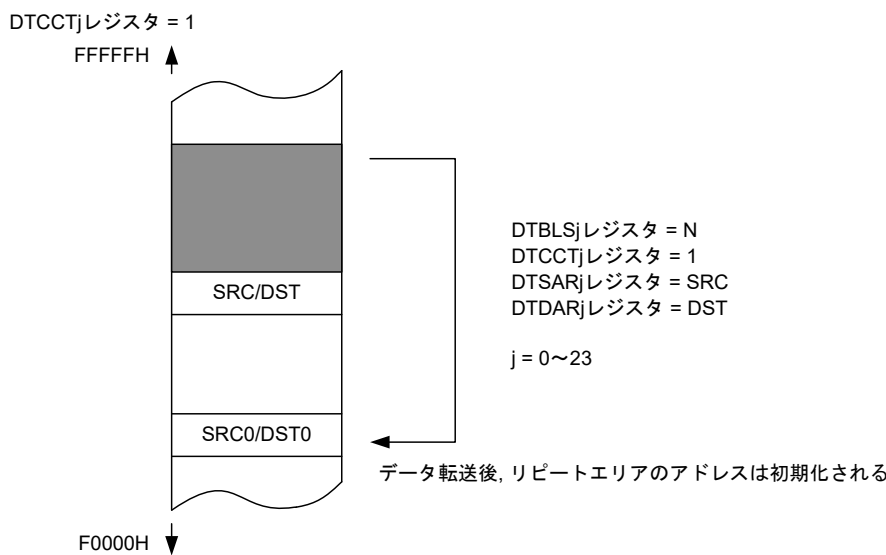 DTCCTjレジスタ = 1
FFFFFH
DTBLSjレジスタ = N
DTCCTjレジスタ = 1
DTSARjレジスタ = SRC
DTDARjレジスタ = DST
SRC/DST
j = 0～23
SRC0/DST0
データ転送後, リピートエリアのアドレスは初期化される
F0000H